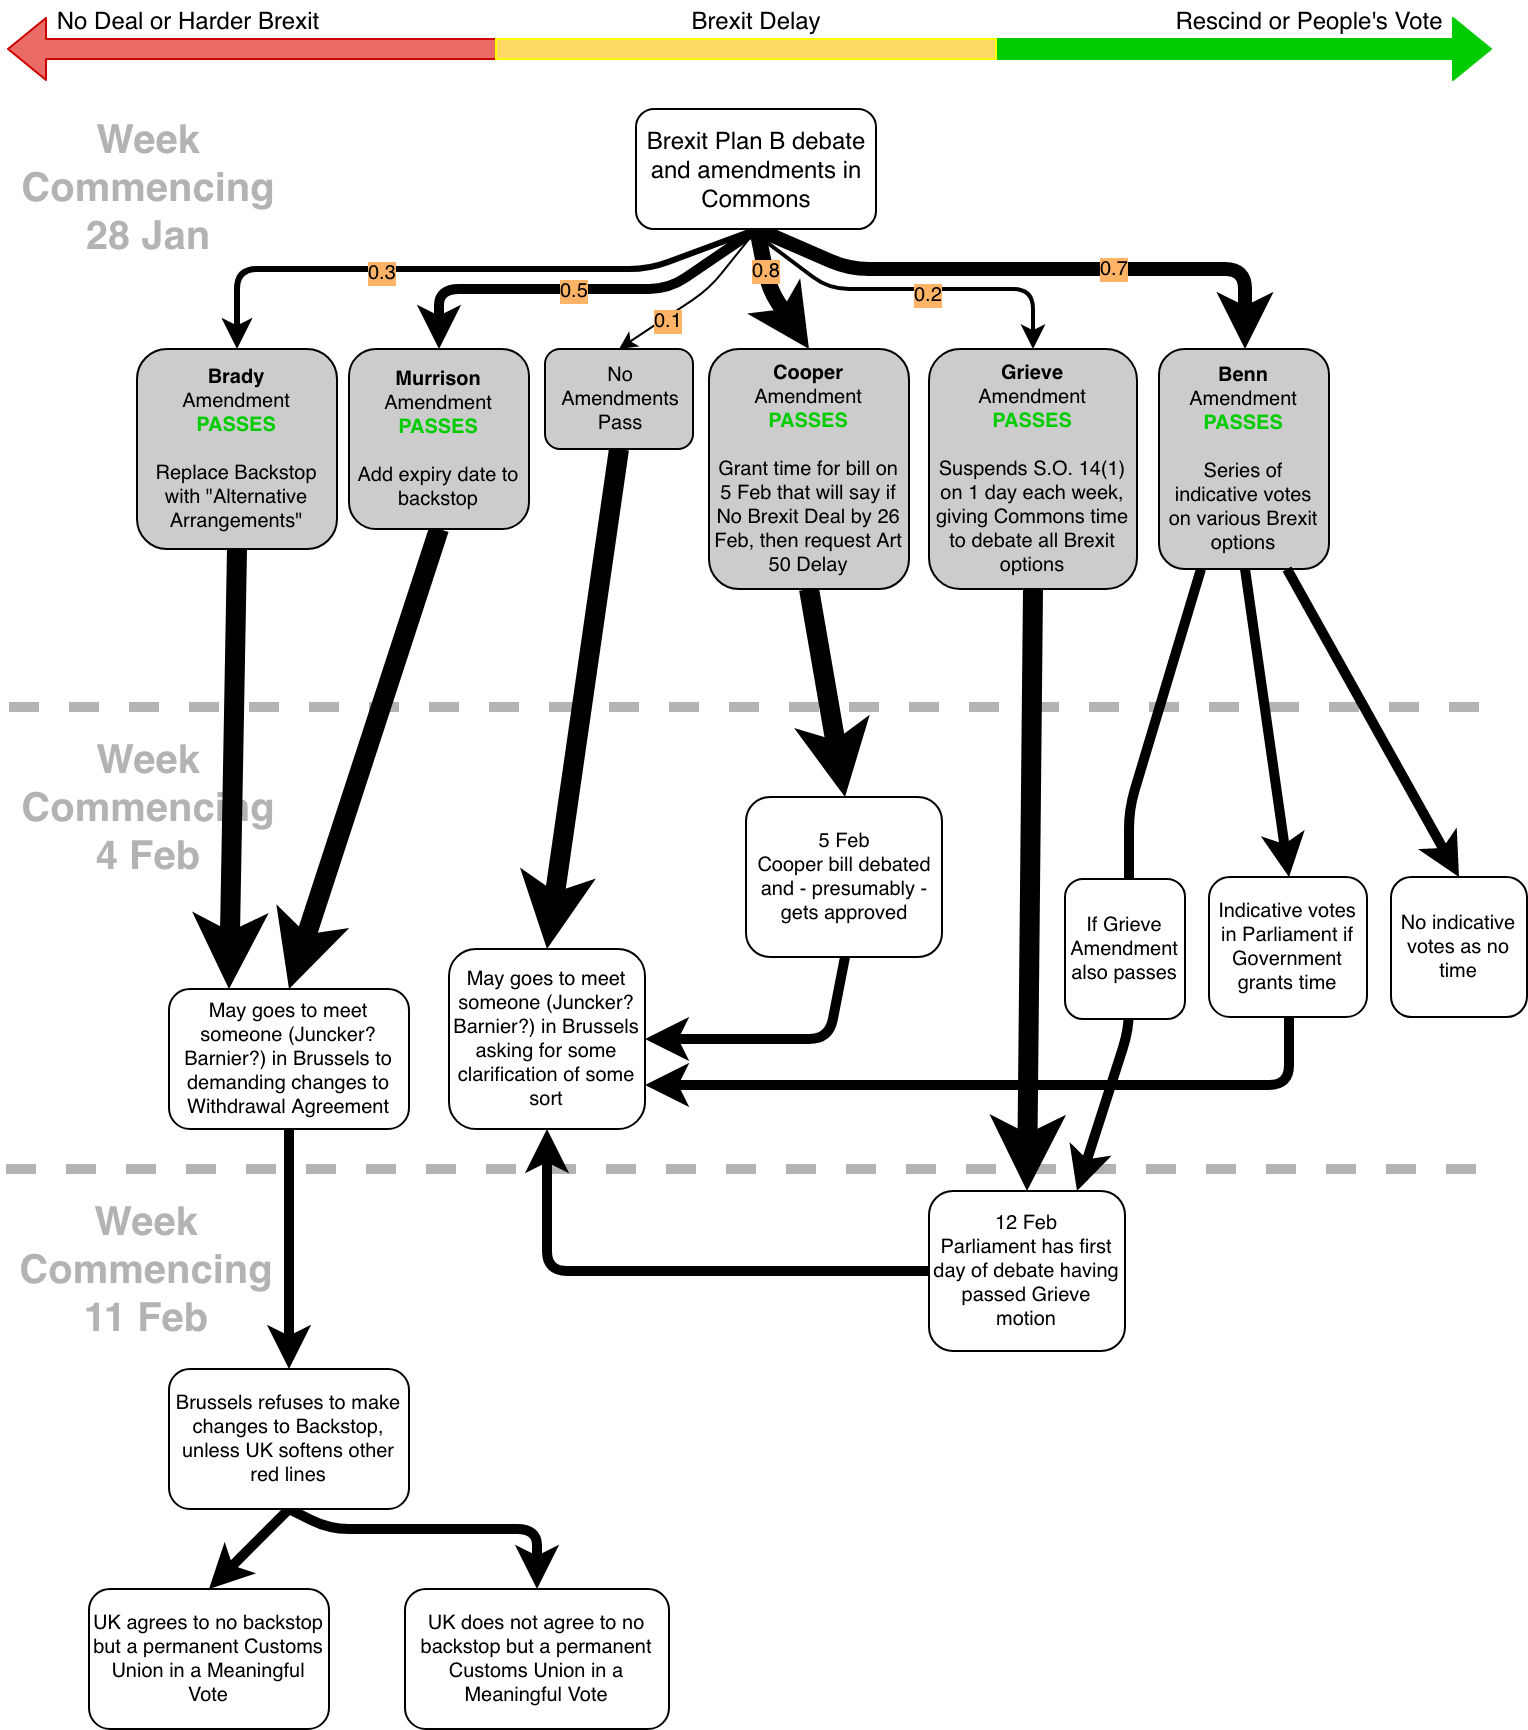 No Deal or Harder Brexit
Brexit Delay
Rescind or People's Vote
Week
Commencing
28 Jan
Brexit Plan B debate
and amendments in
Commons
0.3
0.5
0.1
0.8
0.2
0.7
Brady
Amendment
PASSES
Replace Backstop
with "Alternative
Arrangements"
Murrison
Amendment
PASSES
Add expiry date to
backstop
No
Amendments
Pass
Cooper
Amendment
PASSES
Grant time for bill on
5 Feb that will say if
No Brexit Deal by 26
Feb, then request Art
50 Delay
Grieve
Amendment
PASSES
Suspends S.O. 14(1)
on 1 day each week,
giving Commons time
to debate all Brexit
options
Benn
Amendment
PASSES
Series of
indicative votes
on various Brexit
options
Week
Commencing
4 Feb
5 Feb
Cooper bill debated
and - presumably -
gets approved
If Grieve
Amendment
also passes
Indicative votes
in Parliament if
Government
grants time
No indicative
votes as no
time
May goes to meet
someone (Juncker?
Barnier?) in Brussels to
demanding changes to
Withdrawal Agreement
May goes to meet
someone (Juncker?
Barnier?) in Brussels
asking for some
clarification of some
sort
Week
Commencing
11 Feb
12 Feb
Parliament has first
day of debate having
passed Grieve
motion
Brussels refuses to make
changes to Backstop,
unless UK softens other
red lines
UK agrees to no backstop
but a permanent Customs
Union in a Meaningful
Vote
UK does not agree to no
backstop but a permanent
Customs Union in a
Meaningful Vote